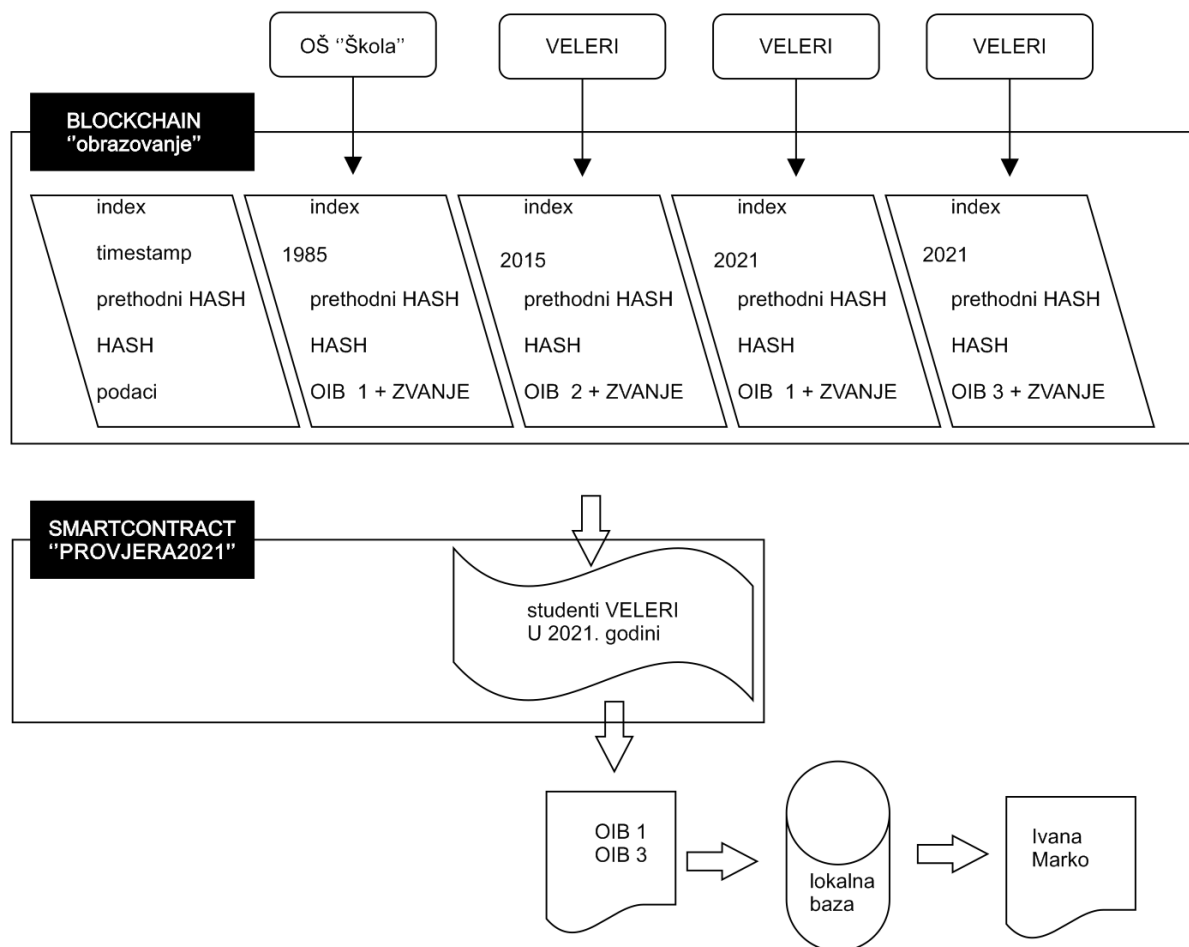 OŠ ‘‘Škola’’
VELERI
VELERI
VELERI
BLOCKCHAIN
‘‘obrazovanje’’
index
timestamp
prethodni HASH
HASH
podaci
index
1985
prethodni HASH
HASH
OIB 1 + ZVANJE
index
2015
prethodni HASH
HASH
OIB 2 + ZVANJE
index
2021
prethodni HASH
HASH
OIB 1 + ZVANJE
index
2021
prethodni HASH
HASH
OIB 3 + ZVANJE
SMARTCONTRACT
‘‘PROVJERA2021’’
studenti VELERI
U 2021. godini
OIB 1
OIB 3
lokalna
baza
Ivana
Marko